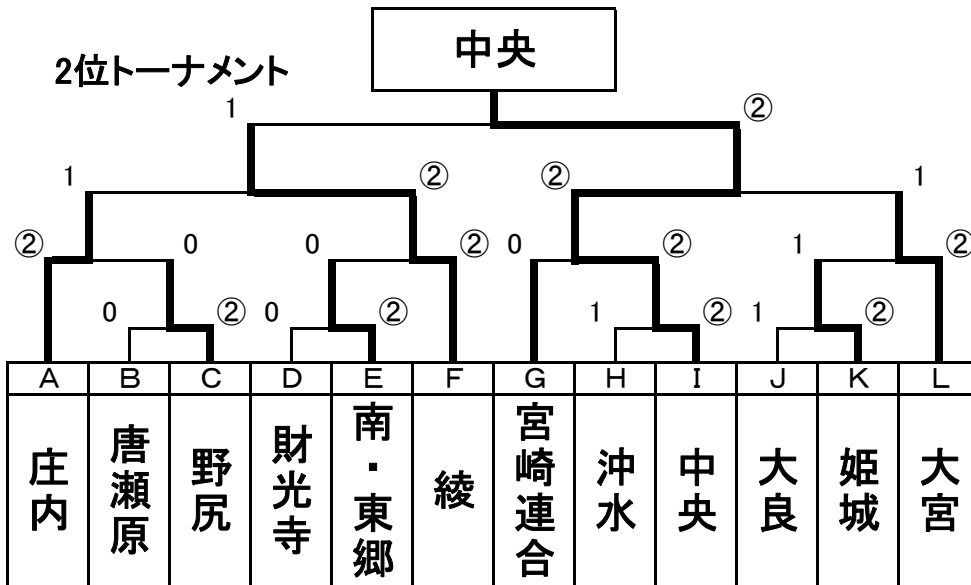 中央
2位トーナメント
1 ②
1 ② ② 1
② 0 0 ② 0 ② 1 ②
0 ② 0 ② 1 ② 1 ②
A B C D E F G H I J K L
庄内 唐瀬原 野尻 財光寺 南・東郷 綾 宮崎連合 沖水 中央 大良 姫城 大宮